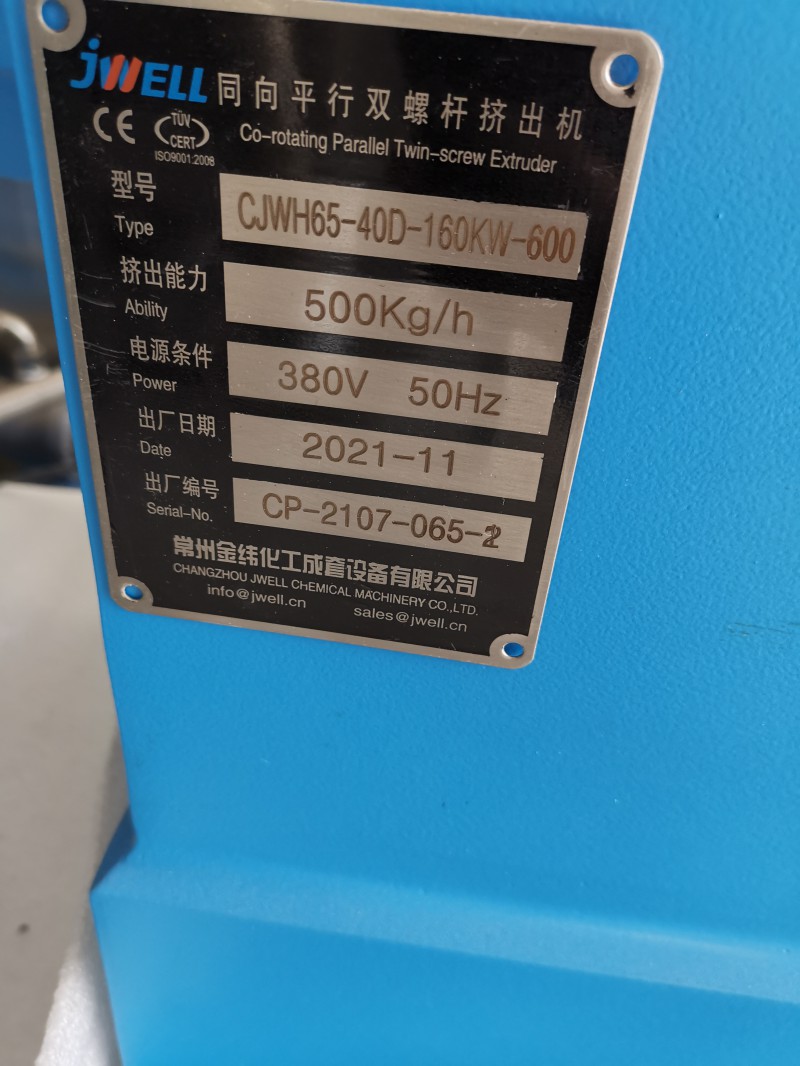 JWELL 同向平行双螺杆挤出机
CE TÜV CERT ISO9001:2008 Co-rotating Parallel Twin-screw Extruder
型号
Type CJWH65-40D-160KW-600
挤出能力
Ability 500Kg/h
电源条件
Power 380V 50Hz
出厂日期
Date 2021-11
出厂编号
Serial-No. CP-2107-065-2
常州金纬化工成套设备有限公司
CHANGZHOU JWELL CHEMICAL MACHINERY CO.,LTD.
info@jwell.cn sales@jwell.cn